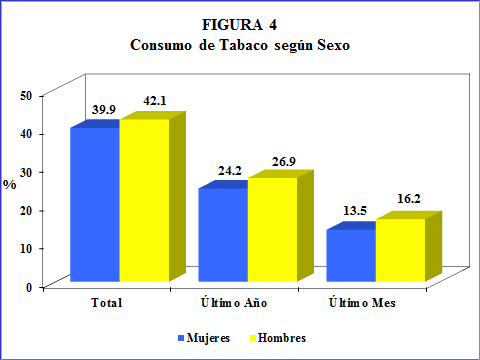 FIGURA 4
Consumo de Tabaco según Sexo
%
50
40
30
20
10
0
39.9
42.1
24.2
26.9
13.5
16.2
Total
Último Año
Último Mes
Mujeres
Hombres